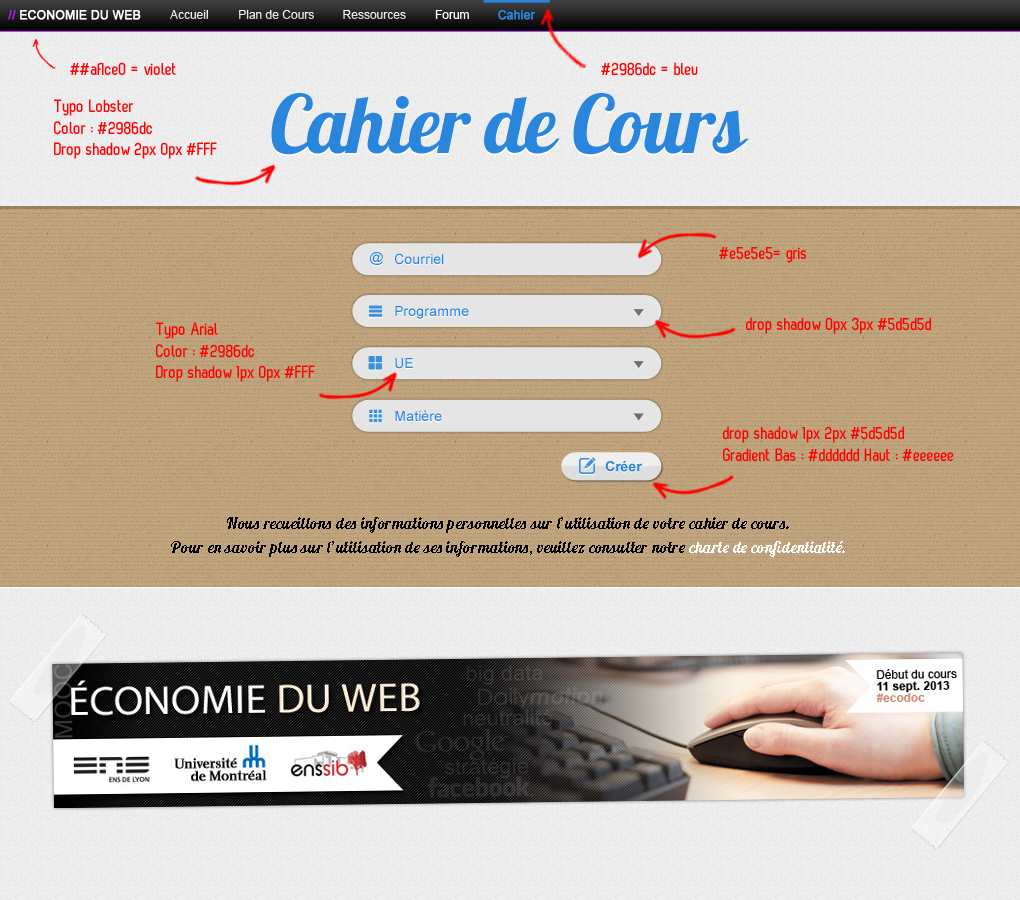 // ECONOMIE DU WEB Accueil Plan de Cours Ressources Forum Cahier
##af1ce0 = violet
#2986dc = bleu
Typo Lobster
Color : #2986dc
Drop shadow 2px 0px #FFF
Cahier de Cours
@ Courriel
#e5e5e5= gris
Programme
drop shadow 0px 3px #5d5d5d
Typo Arial
Color : #2986dc
Drop shadow 1px 0px #FFF
UE
Matière
drop shadow 1px 2px #5d5d5d
Gradient Bas : #dddddd Haut : #eeeeee
Créer
Nous recueillons des informations personnelles sur l'utilisation de votre cahier de cours.
Pour en savoir plus sur l'utilisation de ses informations, veuillez consulter notre charte de confidentialité.
MOOC
ÉCONOMIE DU WEB
big data
Dailymotion
neutralité
Google
stratégie
facebook
Début du cours
11 sept. 2013
#ecodoc
ENS
ENS DE LYON
Université
de Montréal
enssib